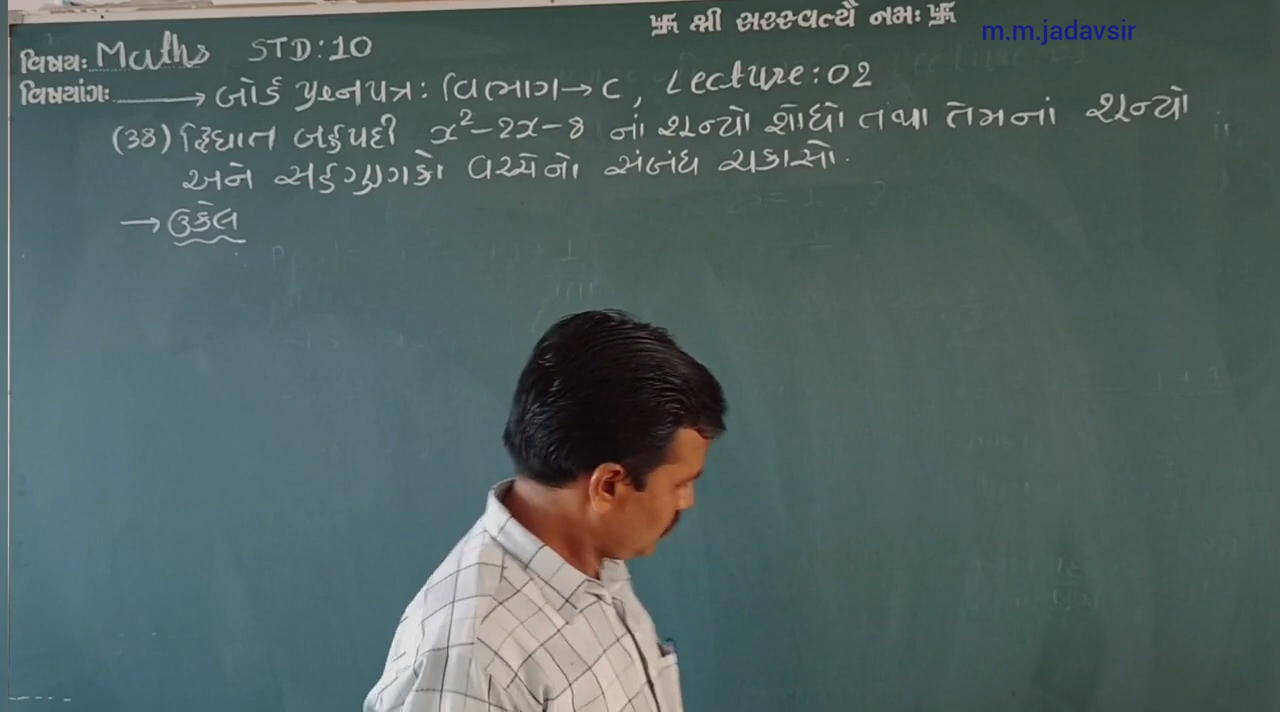 卐 શ્રી સરસ્વત્યૈ નમઃ 卐
m.m.jadavsir
વિષય: Maths STD:10
વિષયાંગ: → બોર્ડ પ્રશ્નપત્ર: વિભાગ→C, Lecture:02
(38) દ્વિઘાત બહુપદી x²-2x-8 નાં શૂન્યો શોધો તથા તેમનાં શૂન્યો
અને સહગુણકો વચ્ચેનો સંબંધ ચકાસો.
→ ઉકેલ